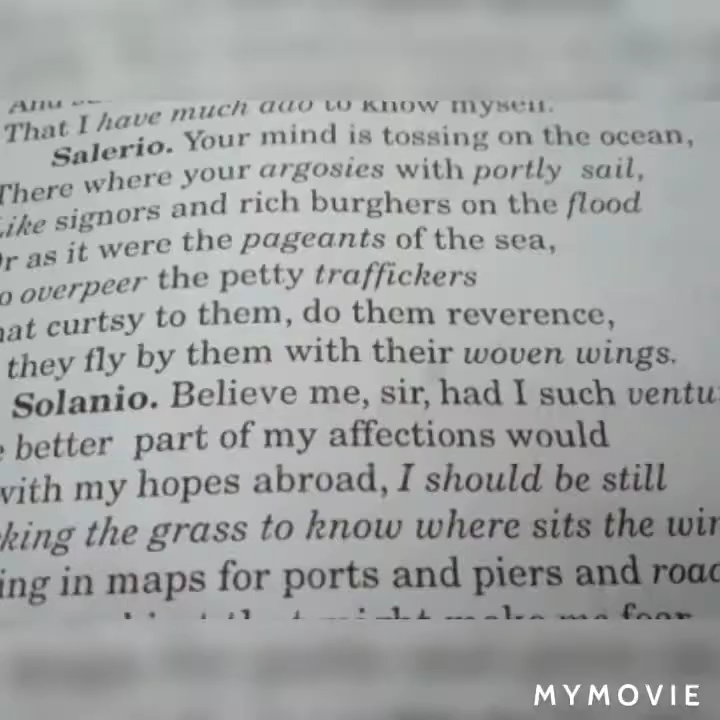 That I have much ado to know myself.
Salerio. Your mind is tossing on the ocean,
There where your argosies with portly sail,
Like signors and rich burghers on the flood
Or as it were the pageants of the sea,
overpeer the petty traffickers
curtsy to them, do them reverence,
they fly by them with their woven wings.
Solanio. Believe me, sir, had I such
better part of my affections would
with my hopes abroad, I should be still
the grass to know where sits the
in maps for ports and piers and
might make me fear
MYMOVIE